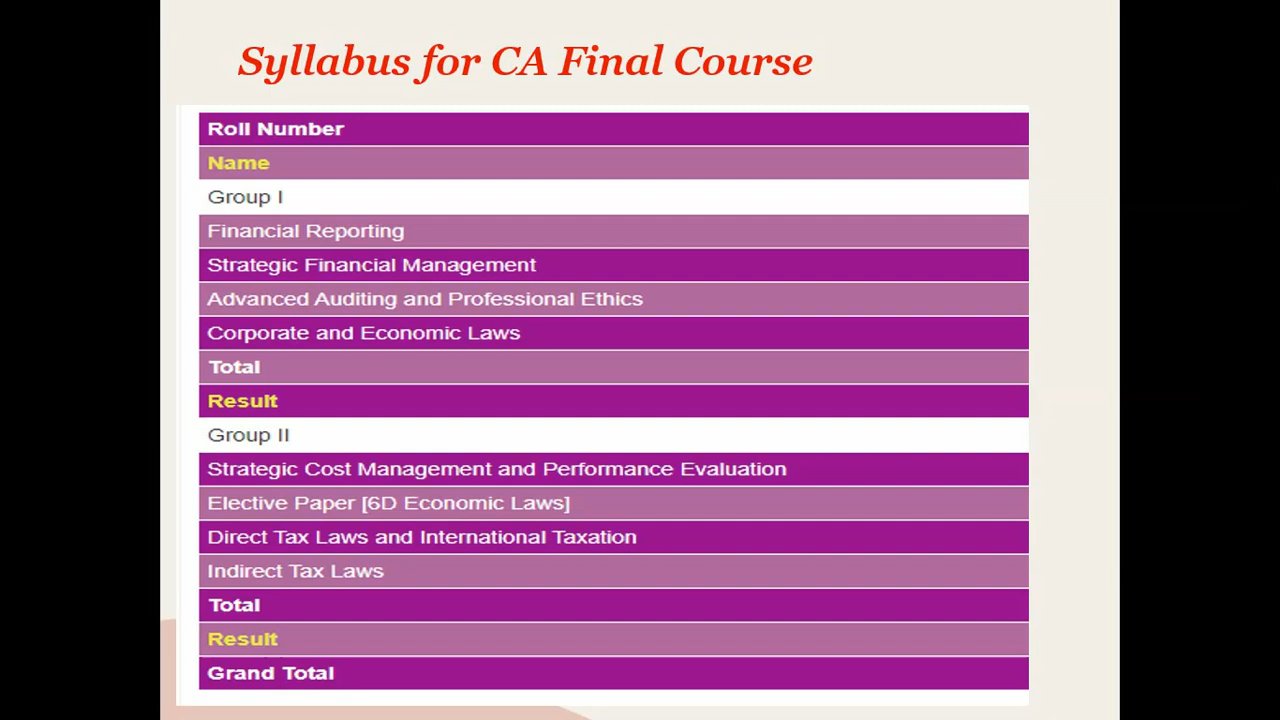 Syllabus for CA Final Course
Roll Number
Name
Group I
Financial Reporting
Strategic Financial Management
Advanced Auditing and Professional Ethics
Corporate and Economic Laws
Total
Result
Group II
Strategic Cost Management and Performance Evaluation
Elective Paper [6D Economic Laws]
Direct Tax Laws and International Taxation
Indirect Tax Laws
Total
Result
Grand Total